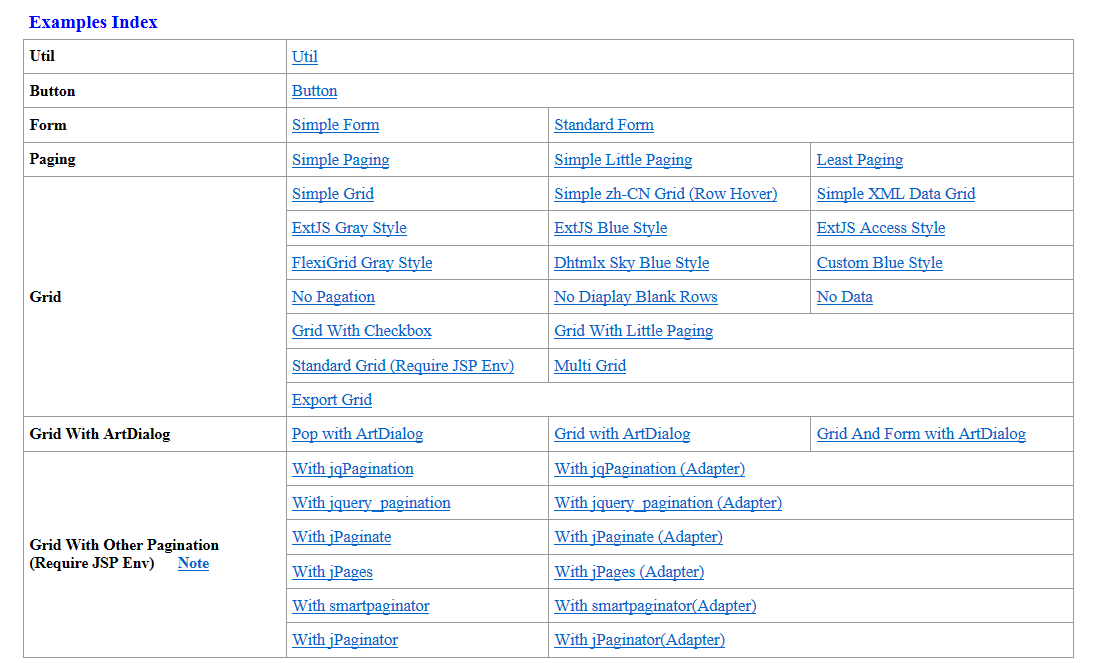 Examples Index
Util Util
Button Button
Form Simple Form Standard Form
Paging Simple Paging Simple Little Paging Least Paging
Simple Grid Simple zh-CN Grid (Row Hover) Simple XML Data Grid
ExtJS Gray Style ExtJS Blue Style ExtJS Access Style
FlexiGrid Gray Style Dhtmlx Sky Blue Style Custom Blue Style
Grid No Pagation No Diaplay Blank Rows No Data
Grid With Checkbox Grid With Little Paging
Standard Grid (Require JSP Env) Multi Grid
Export Grid
Grid With ArtDialog Pop with ArtDialog Grid with ArtDialog Grid And Form with ArtDialog
With jqPagination With jqPagination (Adapter)
With jquery_pagination With jquery_pagination (Adapter)
Grid With Other Pagination With jPaginate With jPaginate (Adapter)
(Require JSP Env) Note With jPages With jPages (Adapter)
With smartpaginator With smartpaginator(Adapter)
With jPaginator With jPaginator(Adapter)